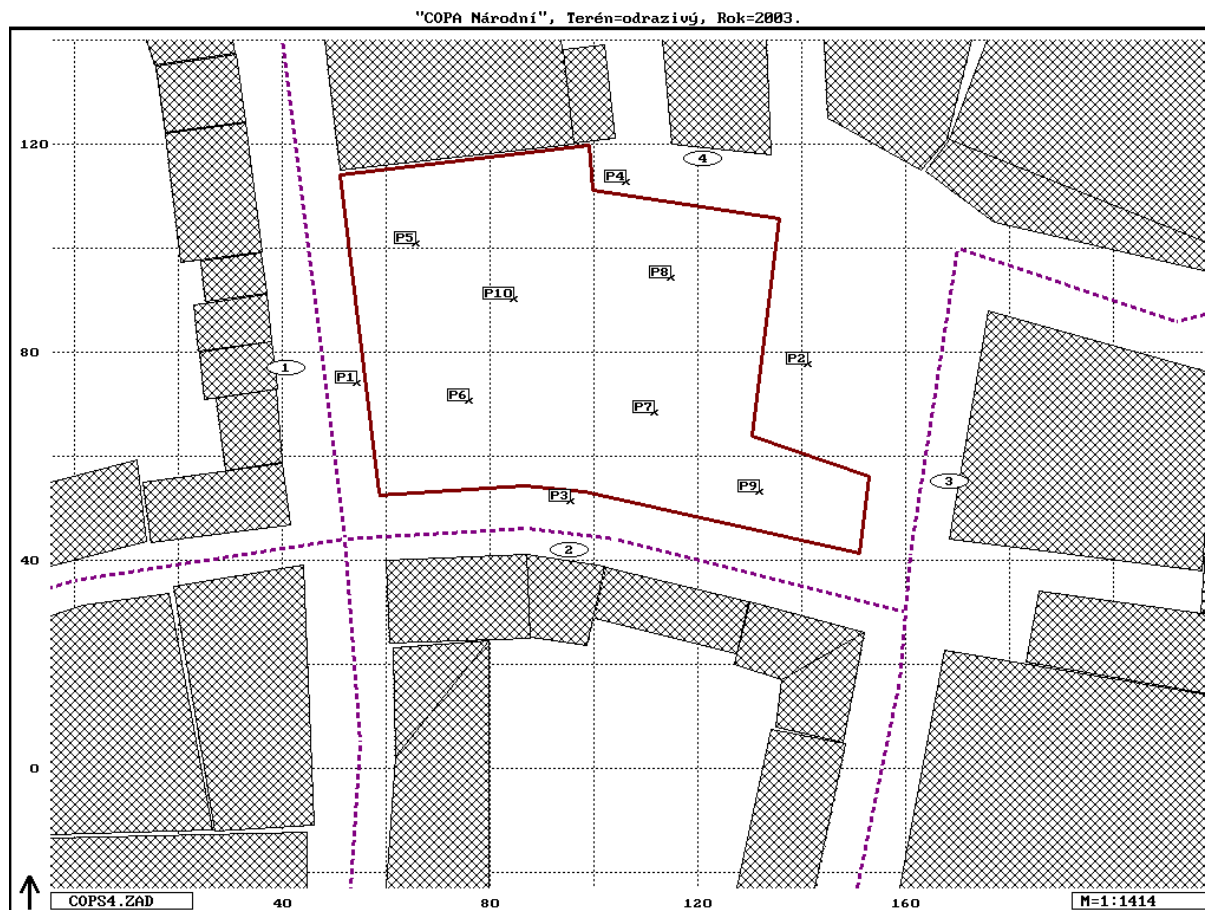 "COPA Národní", Terén=odrazivý, Rok=2003.
120
4
P4
P5
P8
P10
80
P2
1
P1
P6
P7
P9
3
P3
40
2
0
COPS4.ZAD
40
80
120
160
M=1:1414